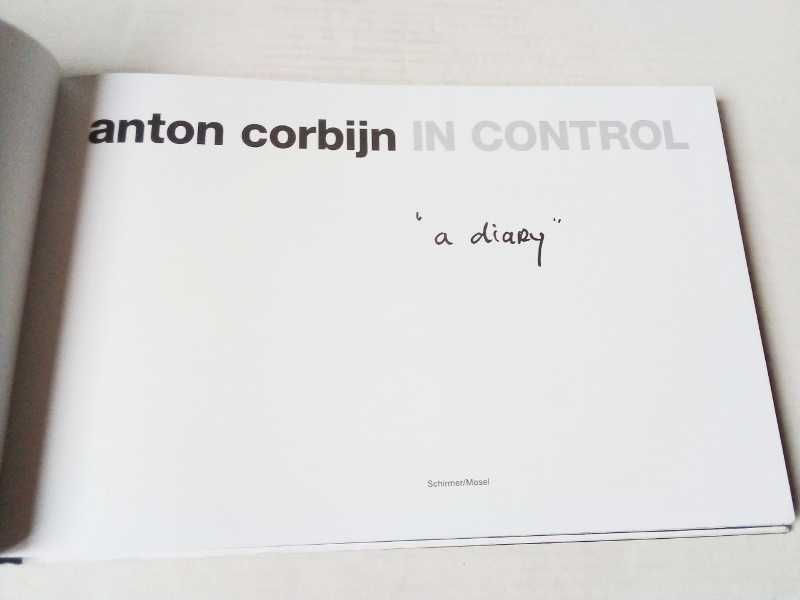 anton corbijn IN CONTROL
"a diary"
Schirmer/Mosel